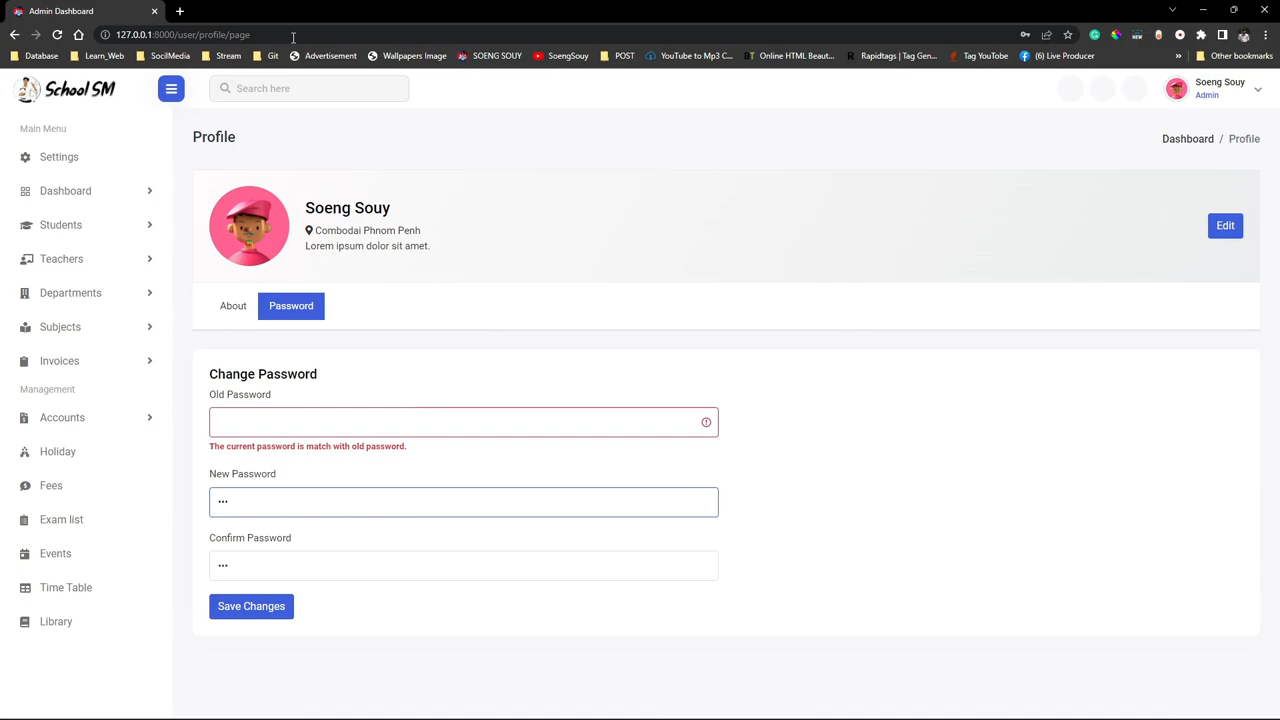 Admin Dashboard
127.0.0.1:8000/user/profile/page
Database Learn_Web SocilMedia Stream Git Advertisement Wallpapers Image SOENG SOUY SoengSouy POST YouTube to Mp3 C... Online HTML Beaut... Rapidtags | Tag Gen... Tag YouTube (6) Live Producer » Other bookmarks
School SM
Search here
Soeng Souy
Admin
Main Menu
Settings
Dashboard
Students
Teachers
Departments
Subjects
Invoices
Management
Accounts
Holiday
Fees
Exam list
Events
Time Table
Library
Profile
Dashboard / Profile
Soeng Souy
Combodai Phnom Penh
Lorem ipsum dolor sit amet.
Edit
About Password
Change Password
Old Password
The current password is match with old password.
New Password
•••
Confirm Password
•••
Save Changes